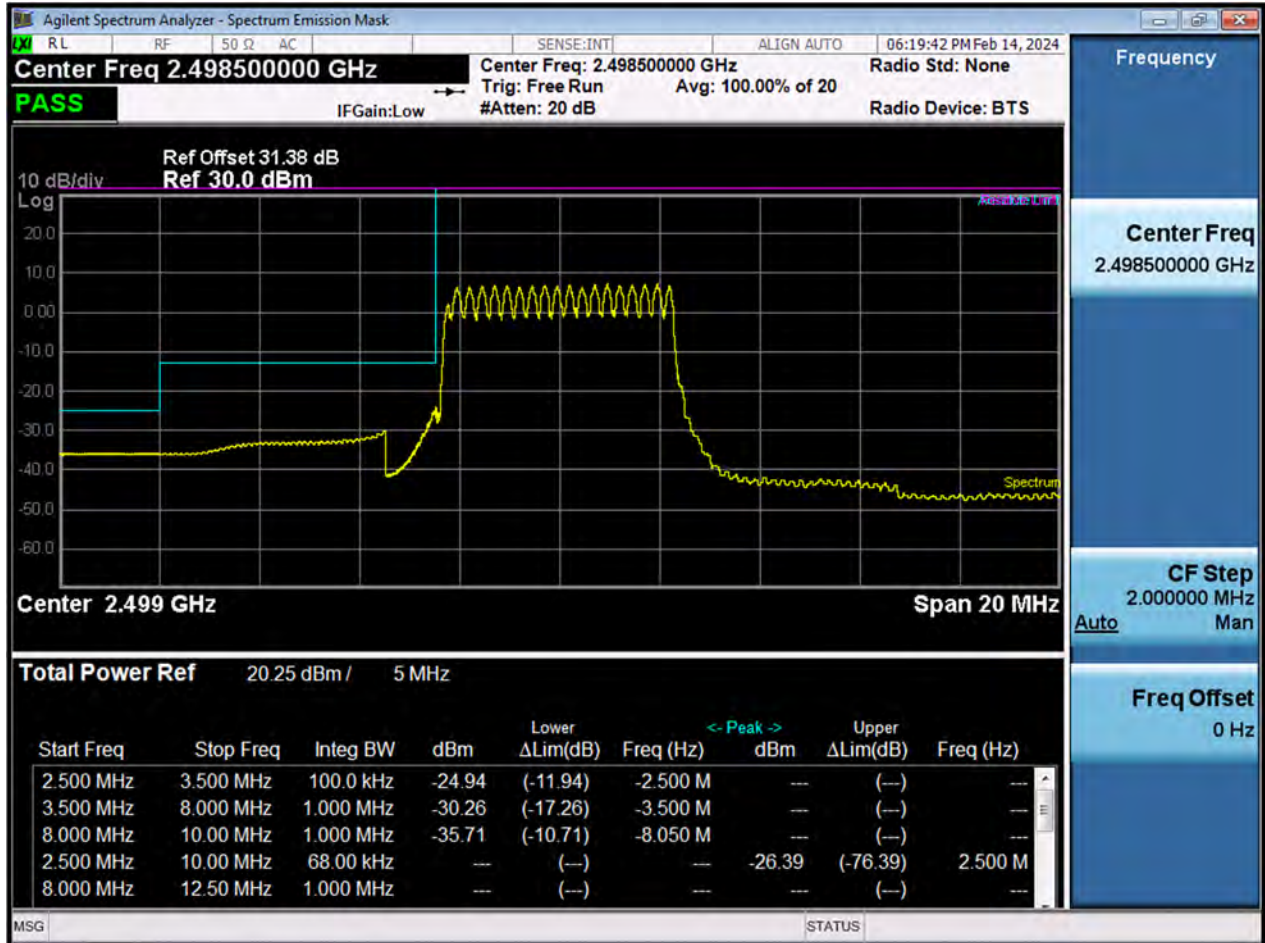 Agilent Spectrum Analyzer - Spectrum Emission Mask
LXI RL RF 50 Ω AC SENSE:INT ALIGN AUTO 06:19:42 PM Feb 14, 2024
Center Freq 2.498500000 GHz
Center Freq: 2.498500000 GHz
Radio Std: None
Trig: Free Run
Avg: 100.00% of 20
PASS
IFGain:Low
#Atten: 20 dB
Radio Device: BTS
Ref Offset 31.38 dB
10 dB/div
Ref 30.0 dBm
Log
Absolute Limit
20.0
10.0
0.00
-10.0
-20.0
-30.0
-40.0
Spectrum
-50.0
-60.0
Center 2.499 GHz
Span 20 MHz
Total Power Ref 20.25 dBm / 5 MHz
Lower <- Peak -> Upper
Start Freq Stop Freq Integ BW dBm ΔLim(dB) Freq (Hz) dBm ΔLim(dB) Freq (Hz)
2.500 MHz 3.500 MHz 100.0 kHz -24.94 (-11.94) -2.500 M --- (---) ---
3.500 MHz 8.000 MHz 1.000 MHz -30.26 (-17.26) -3.500 M --- (---) ---
8.000 MHz 10.00 MHz 1.000 MHz -35.71 (-10.71) -8.050 M --- (---) ---
2.500 MHz 10.00 MHz 68.00 kHz --- (---) --- -26.39 (-76.39) 2.500 M
8.000 MHz 12.50 MHz 1.000 MHz --- (---) --- --- (---) ---
MSG
STATUS
Frequency
Center Freq
2.498500000 GHz
CF Step
2.000000 MHz
Auto Man
Freq Offset
0 Hz